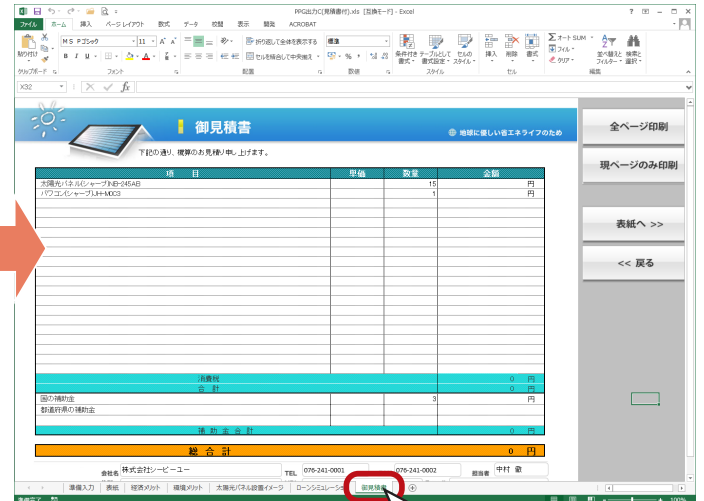 PPG出力C(見積書付).xls [互換モード] - Excel
ファイル ホーム 挿入 ページ レイアウト 数式 データ 校閲 表示 開発 ACROBAT
貼り付け
MS Pゴシック 11
B I U
折り返して全体を表示する
セルを結合して中央揃え
標準
条件付き書式 テーブルとして書式設定 セルのスタイル
挿入 削除 書式
オート SUM
フィル
クリア
並べ替えとフィルター 検索と選択
クリップボード フォント 配置 数値 スタイル セル 編集
X32
fx
御見積書
地球に優しい省エネライフのため
下記の通り、概算のお見積り申し上げます。
項 目 単価 数量 金額
太陽光パネル(シャープ)NB-245AB 15 円
パワコン(シャープ)JH-M0C3 1 円
消費税 0 円
合 計 0 円
国の補助金 3 円
都道府県の補助金
補 助 金 合 計 0 円
総 合 計 0 円
会社名 株式会社シービーユー TEL 076-241-0001 076-241-0002 担当者 中村 徹
全ページ印刷
現ページのみ印刷
表紙へ >>
<< 戻る
準備入力 表紙 経済メリット 環境メリット 太陽光パネル設置イメージ ローンシミュレーション 御見積書
準備完了 100%